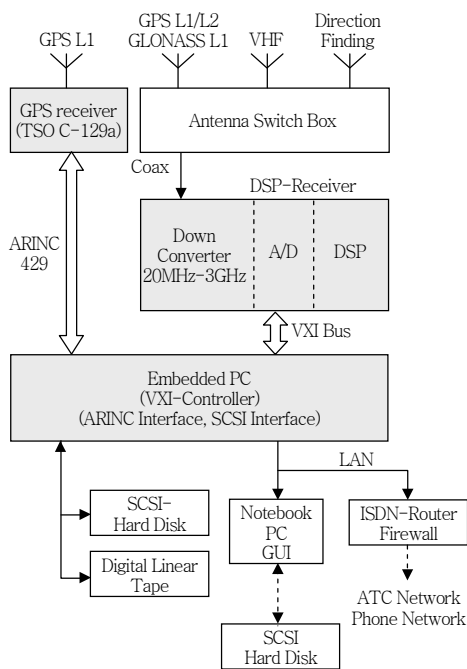 GPS L1
GPS L1/L2
GLONASS L1
VHF
Direction
Finding
GPS receiver
(TSO C-129a)
Antenna Switch Box
Coax
DSP-Receiver
ARINC
429
Down
Converter
20MHz-3GHz
A/D
DSP
VXI Bus
Embedded PC
(VXI-Controller)
(ARINC Interface, SCSI Interface)
LAN
SCSI-
Hard Disk
Notebook
PC
GUI
ISDN-Router
Firewall
Digital Linear
Tape
ATC Network
Phone Network
SCSI
Hard Disk